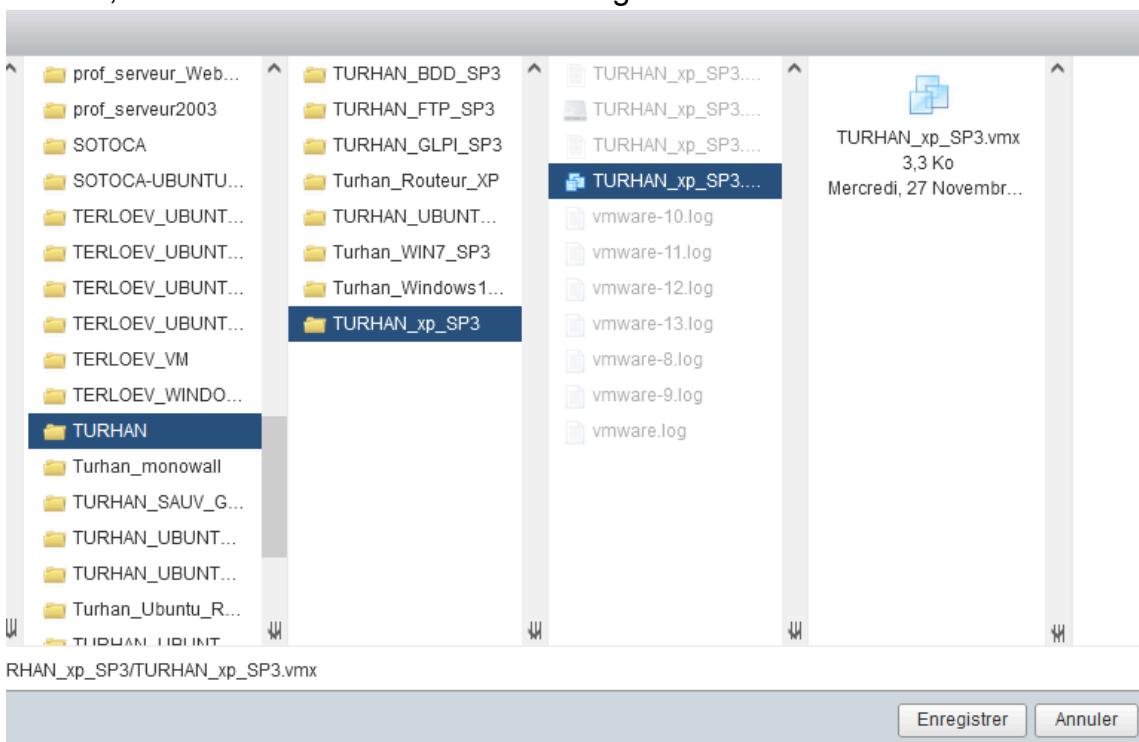 prof_serveur_Web...
prof_serveur2003
SOTOCA
SOTOCA-UBUNTU...
TERLOEV_UBUNT...
TERLOEV_UBUNT...
TERLOEV_UBUNT...
TERLOEV_UBUNT...
TERLOEV_VM
TERLOEV_WINDO...
TURHAN
Turhan_monowall
TURHAN_SAUV_G...
TURHAN_UBUNT...
TURHAN_UBUNT...
Turhan_Ubuntu_R...
TURHAN_UBUNT
TURHAN_BDD_SP3
TURHAN_FTP_SP3
TURHAN_GLPI_SP3
Turhan_Routeur_XP
TURHAN_UBUNT...
Turhan_WIN7_SP3
Turhan_Windows1...
TURHAN_xp_SP3
TURHAN_xp_SP3....
TURHAN_xp_SP3....
TURHAN_xp_SP3....
TURHAN_xp_SP3....
vmware-10.log
vmware-11.log
vmware-12.log
vmware-13.log
vmware-8.log
vmware-9.log
vmware.log
TURHAN_xp_SP3.vmx
3,3 Ko
Mercredi, 27 Novembr...
RHAN_xp_SP3/TURHAN_xp_SP3.vmx
Enregistrer
Annuler